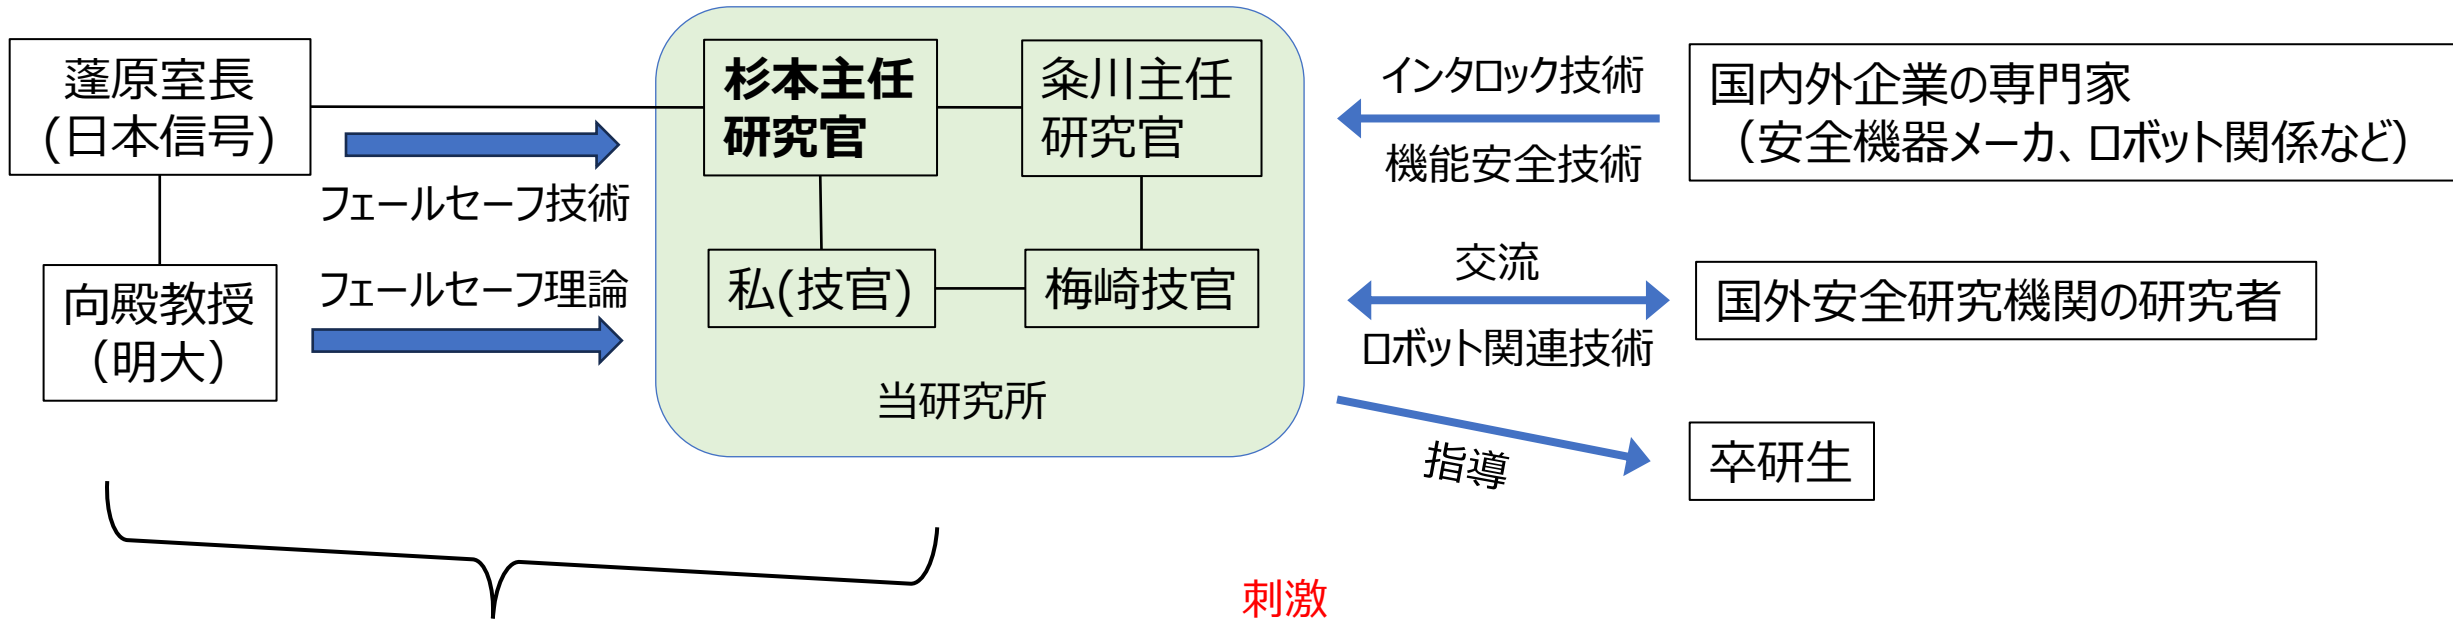 蓬原室長
(日本信号)
フェールセーフ技術
向殿教授
（明大）
フェールセーフ理論
杉本主任
研究官
粂川主任
研究官
私(技官)
梅崎技官
当研究所
インタロック技術
機能安全技術
国内外企業の専門家
（安全機器メーカ、ロボット関係など）
交流
ロボット関連技術
国外安全研究機関の研究者
指導
卒研生
刺激